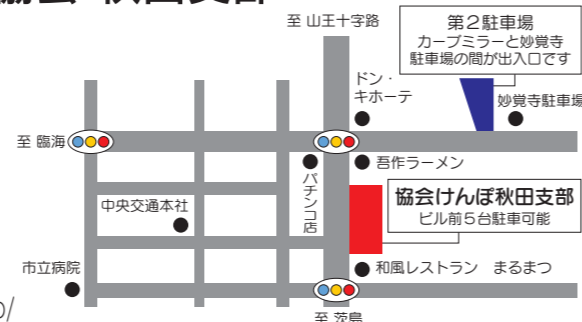 協会 秋田支部
至 山王十字路
第2駐車場
カーブミラーと妙覚寺
駐車場の間が出入口です
ドン・
キホーテ
妙覚寺駐車場
至 臨海
吾作ラーメン
パチンコ店
協会けんぽ秋田支部
ビル前5台駐車可能
中央交通本社
市立病院
和風レストラン まるまつ
至 茨島